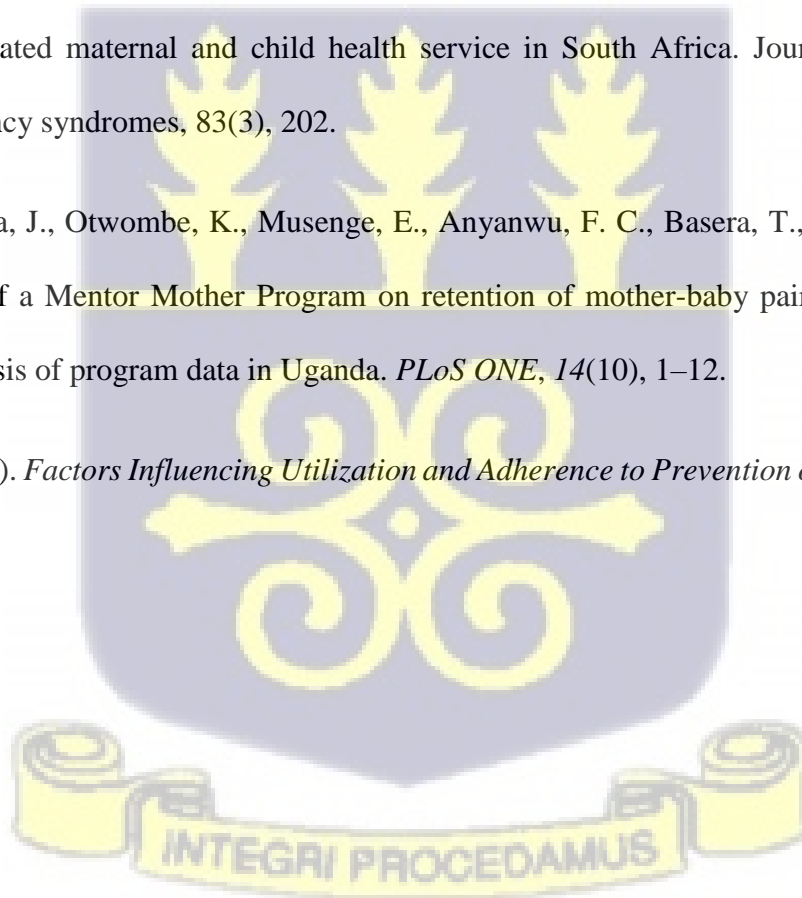 ated maternal and child health service in South Africa. Jour
ncy syndromes, 83(3), 202.
a, J., Otwombe, K., Musenge, E., Anyanwu, F. C., Basera, T.,
f a Mentor Mother Program on retention of mother-baby pair
sis of program data in Uganda. PLoS ONE, 14(10), 1–12.
). Factors Influencing Utilization and Adherence to Prevention
INTEGRI PROCEDAMUS